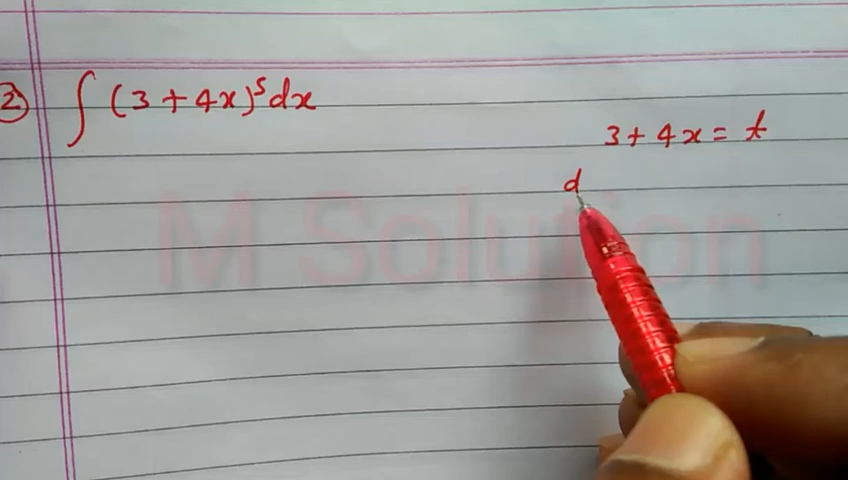 ② ∫ (3 + 4x)⁵ dx
3 + 4x = t
d
M Solution